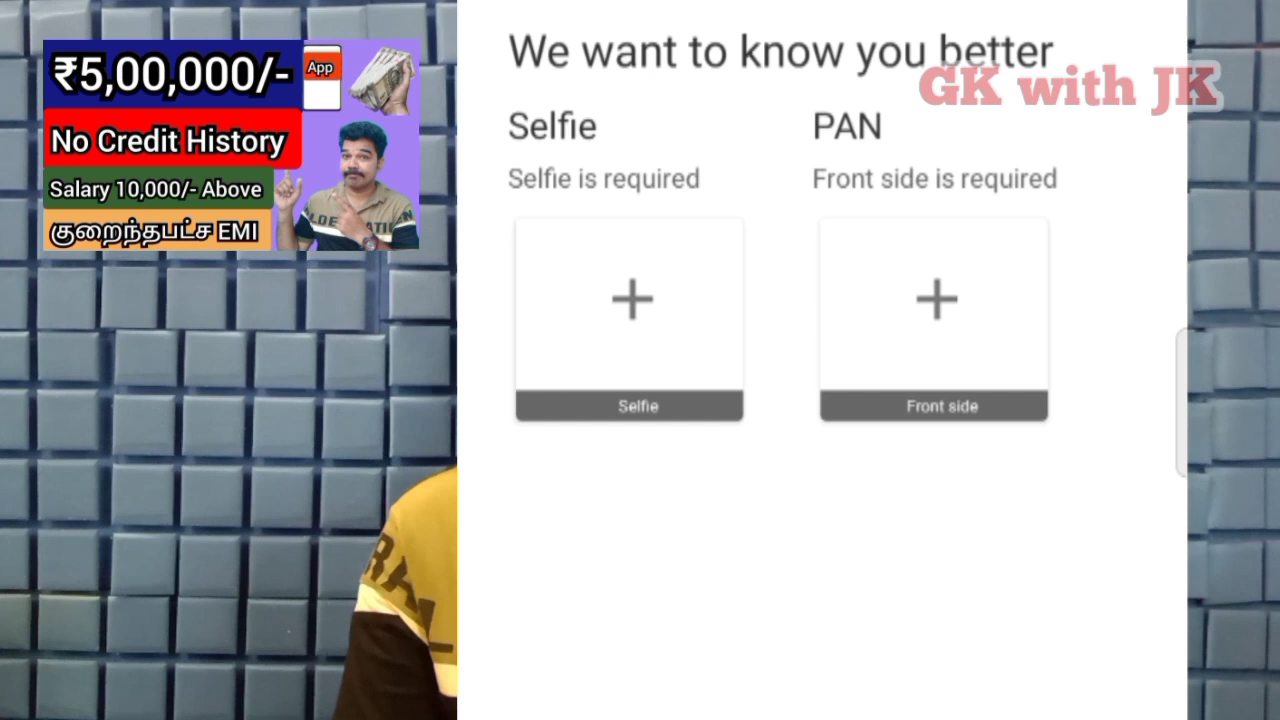 ₹5,00,000/-
App
No Credit History
Salary 10,000/- Above
குறைந்தபட்ச EMI
We want to know you better
GK with JK
Selfie
PAN
Selfie is required
Front side is required
Selfie
Front side